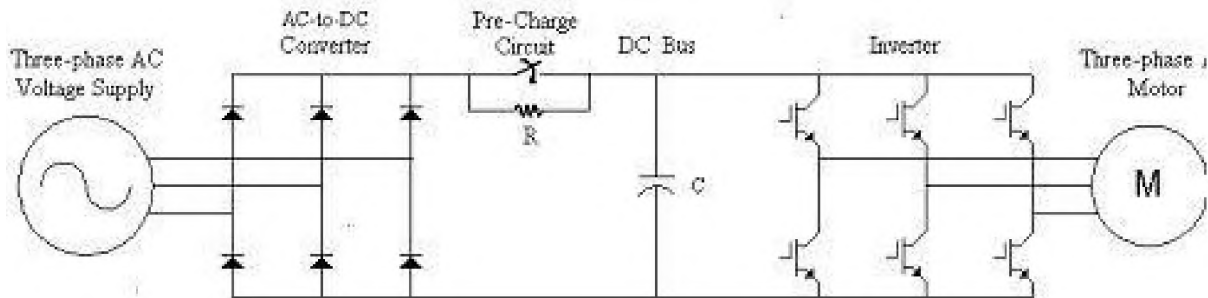 Three-phase AC
Voltage Supply
AC-to-DC
Converter
Pre-Charge
Circuit
R
DC Bus
C
Inverter
Three-phase A
Motor
M